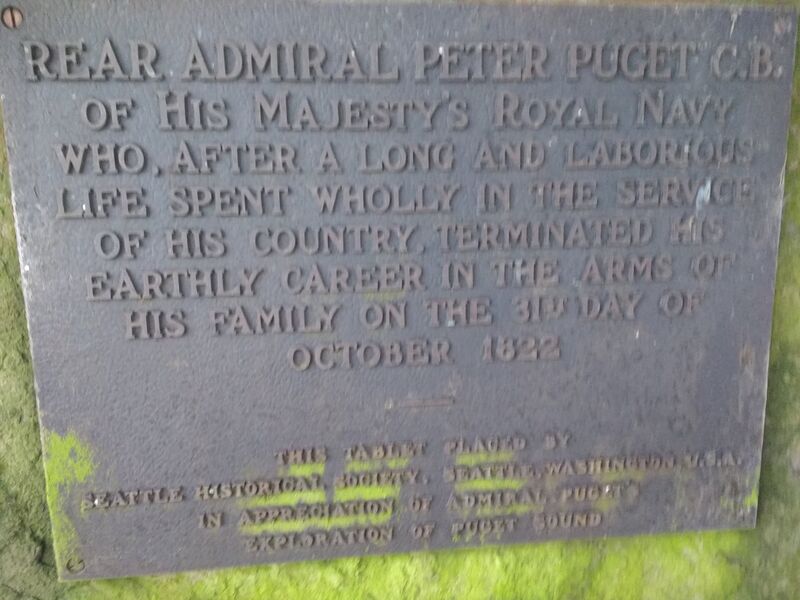 REAR ADMIRAL PETER PUGET C.B.
OF HIS MAJESTY'S ROYAL NAVY
WHO, AFTER A LONG AND LABORIOUS
LIFE SPENT WHOLLY IN THE SERVICE
OF HIS COUNTRY, TERMINATED HIS
EARTHLY CAREER IN THE ARMS OF
HIS FAMILY ON THE 31ST DAY OF
OCTOBER 1822
THIS TABLET PLACED BY
SEATTLE HISTORICAL SOCIETY, SEATTLE, WASHINGTON, U.S.A.
IN APPRECIATION OF ADMIRAL PUGET'S
EXPLORATION OF PUGET SOUND